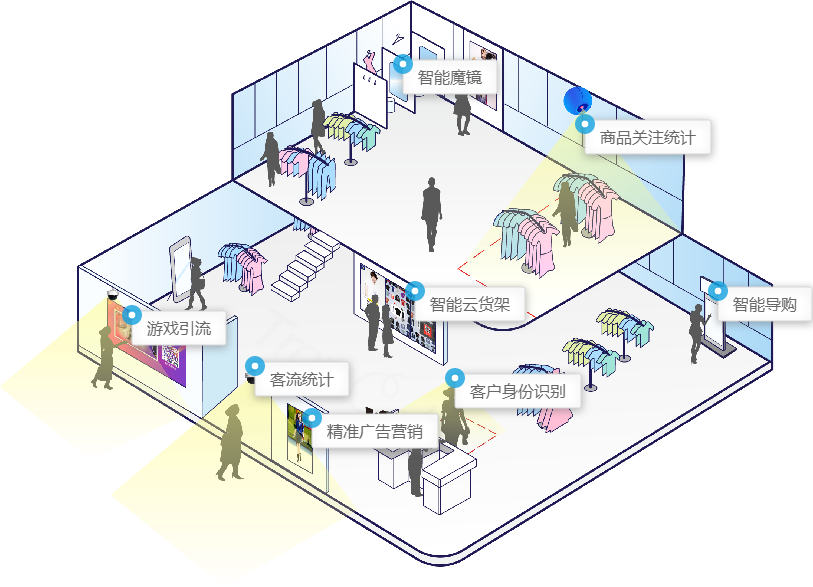 智能魔镜
商品关注统计
智能云货架
智能导购
游戏引流
客流统计
客户身份识别
精准广告营销